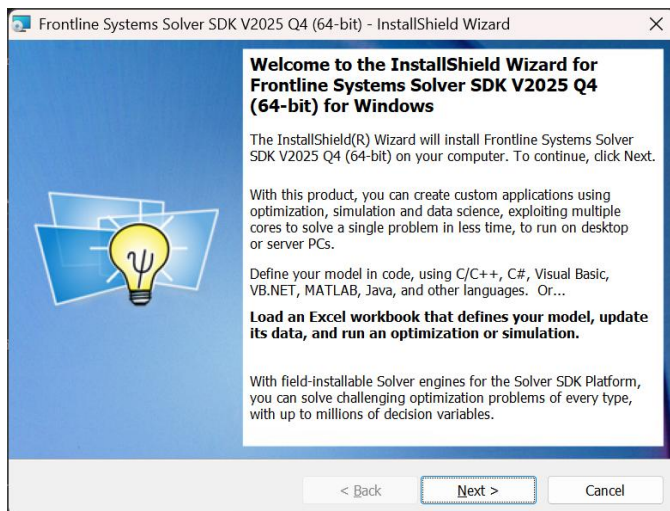 Frontline Systems Solver SDK V2025 Q4 (64-bit) - InstallShield Wizard
Welcome to the InstallShield Wizard for
Frontline Systems Solver SDK V2025 Q4
(64-bit) for Windows
The InstallShield(R) Wizard will install Frontline Systems Solver
SDK V2025 Q4 (64-bit) on your computer. To continue, click Next.
With this product, you can create custom applications using
optimization, simulation and data science, exploiting multiple
cores to solve a single problem in less time, to run on desktop
or server PCs.
Define your model in code, using C/C++, C#, Visual Basic,
VB.NET, MATLAB, Java, and other languages. Or...
Load an Excel workbook that defines your model, update
its data, and run an optimization or simulation.
With field-installable Solver engines for the Solver SDK Platform,
you can solve challenging optimization problems of every type,
with up to millions of decision variables.
ψ
< Back
Next >
Cancel